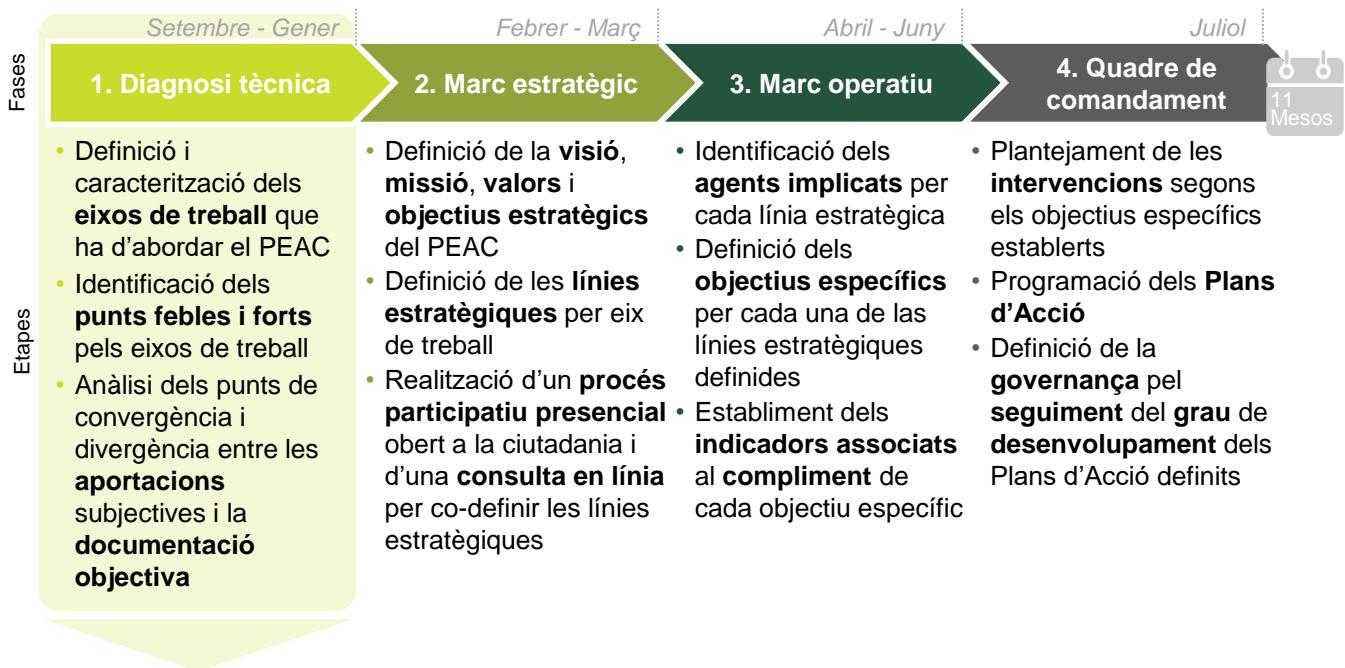 Setembre - Gener
Febrer - Març
Abril - Juny
Juliol
Fases
1. Diagnosi tècnica
2. Marc estratègic
3. Marc operatiu
4. Quadre de
comandament
11
Mesos
Etapes
• Definició i
caracterització dels
eixos de treball que
ha d’abordar el PEAC
• Identificació dels
punts febles i forts
pels eixos de treball
• Anàlisi dels punts de
convergència i
divergència entre les
aportacions
subjectives i la
documentació
objectiva
• Definició de la visió,
missió, valors i
objectius estratègics
del PEAC
• Definició de les línies
estratègiques per eix
de treball
• Realització d’un procés
participatiu presencial
obert a la ciutadania i
d’una consulta en línia
per co-definir les línies
estratègiques
• Identificació dels
agents implicats per
cada línia estratègica
• Definició dels
objectius específics
per cada una de las
línies estratègiques
definides
• Establiment dels
indicadors associats
al compliment de
cada objectiu específic
• Plantejament de les
intervencions segons
els objectius específics
establerts
• Programació dels Plans
d’Acció
• Definició de la
governança pel
seguiment del grau de
desenvolupament dels
Plans d’Acció definits